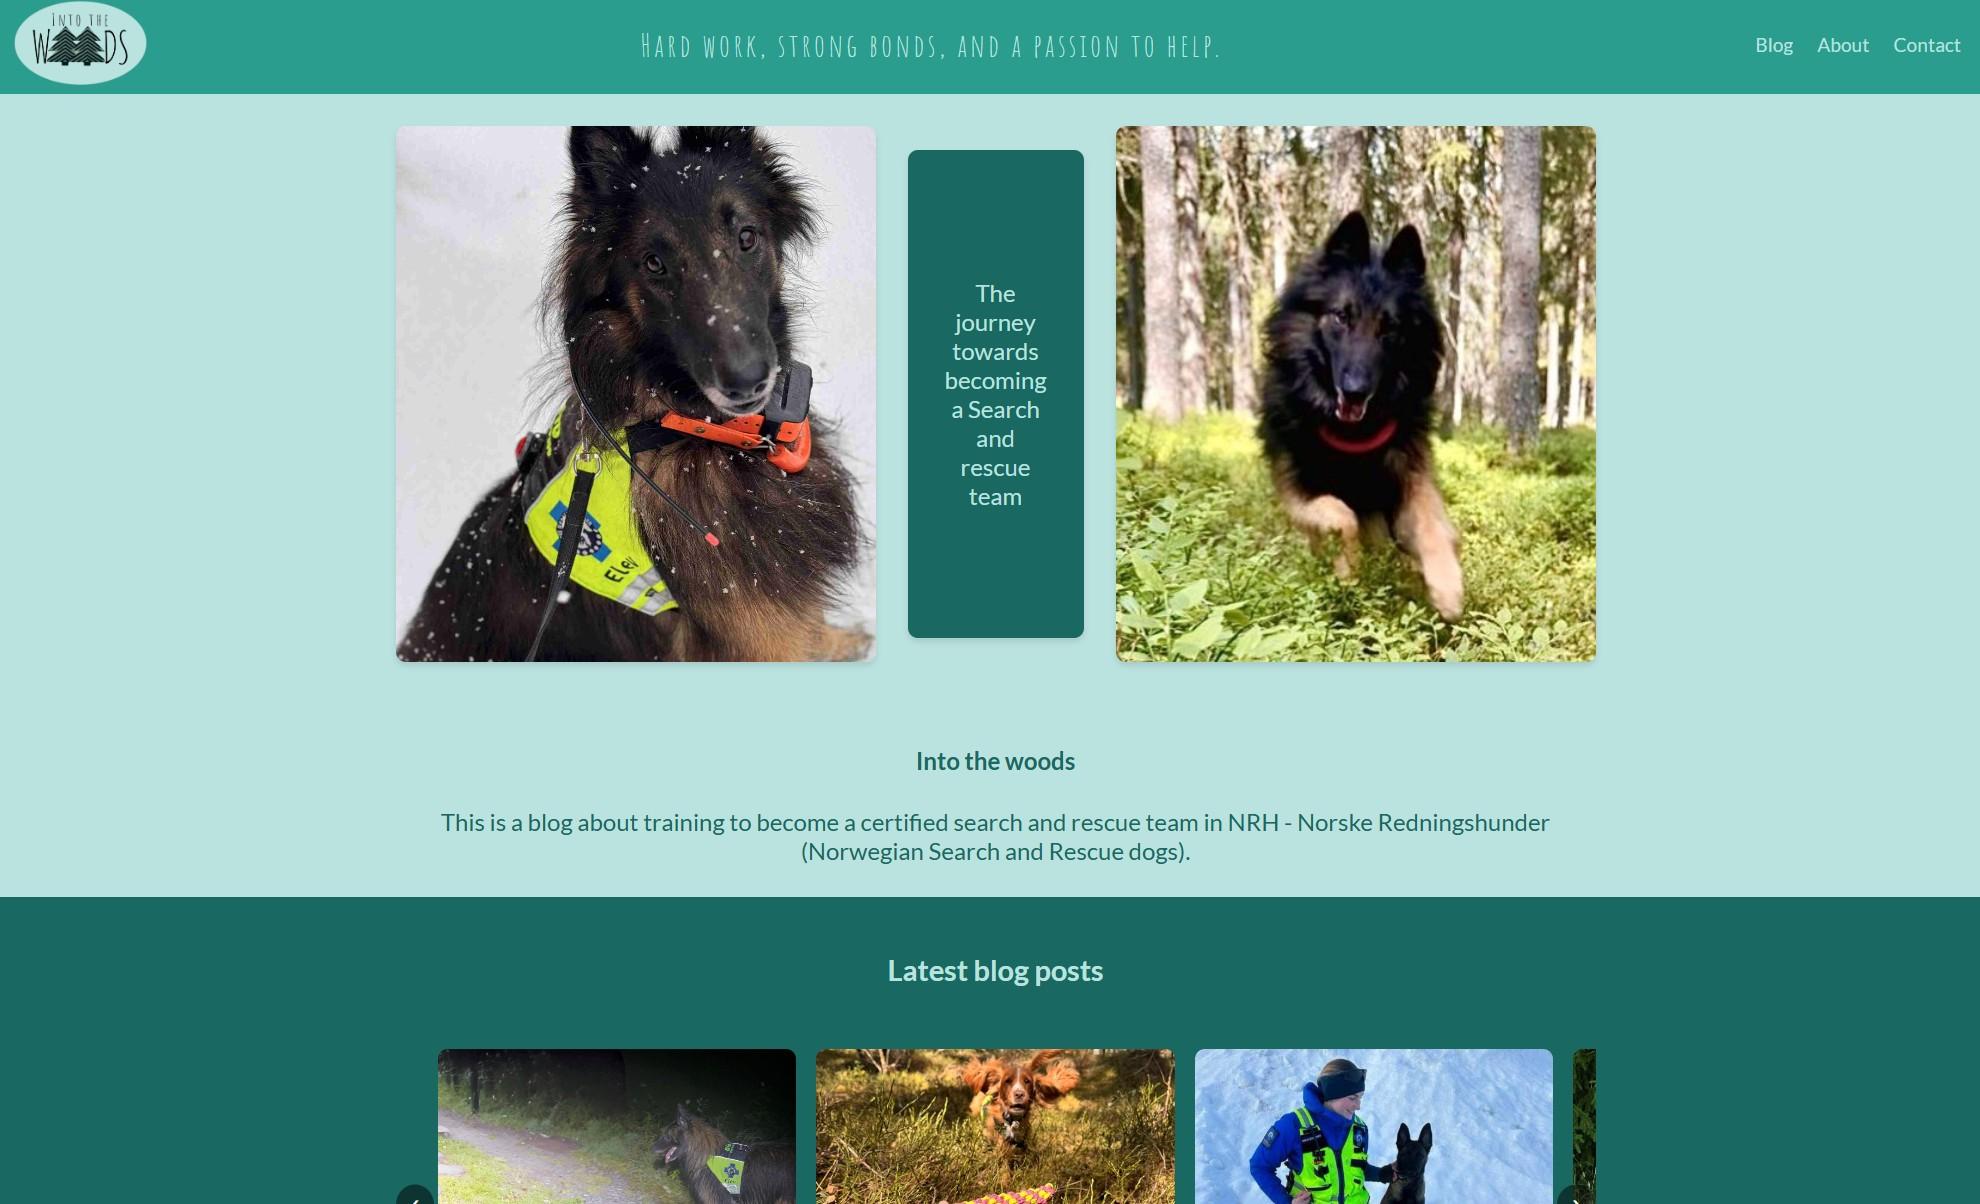 INTO THE
WOODS
Hard work, strong bonds, and a passion to help.
Blog About Contact
Elev
The
journey
towards
becoming
a Search
and
rescue
team
Into the woods
This is a blog about training to become a certified search and rescue team in NRH - Norske Redningshunder
(Norwegian Search and Rescue dogs).
Latest blog posts